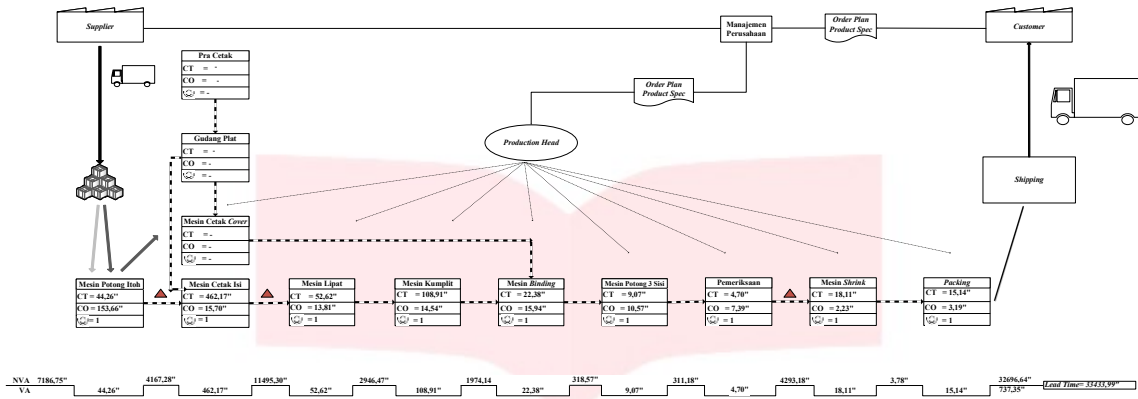 Supplier
Manajemen
Perusahaan
Order Plan
Product Spec
Customer
Pra Cetak
CT = -
CO = -
= -
Order Plan
Product Spec
Gudang Plat
CT = -
CO = -
= -
Production Head
Shipping
Mesin Cetak Cover
CT = -
CO = -
= -
Mesin Potong Itoh
CT = 44,26"
CO = 153,66"
= 1
Mesin Cetak Isi
CT = 462,17"
CO = 15,70"
= 1
Mesin Lipat
CT = 52,62"
CO = 13,81"
= 1
Mesin Kumplit
CT = 108,91"
CO = 14,54"
= 1
Mesin Binding
CT = 22,38"
CO = 15,94"
= 1
Mesin Potong 3 Sisi
CT = 9,07"
CO = 10,57"
= 1
Pemeriksaan
CT = 4,70"
CO = 7,39"
= 1
Mesin Shrink
CT = 18,11"
CO = 2,23"
= 1
Packing
CT = 15,14"
CO = 3,19"
= 1
NVA 7186,75" 4167,28" 11495,30" 2946,47" 1974,14 318,57" 311,18" 4293,18" 3,78" 32696,64"
VA 44,26" 462,17" 52,62" 108,91" 22,38" 9,07" 4,70" 18,11" 15,14" 737,35"
Lead Time= 33433,99"